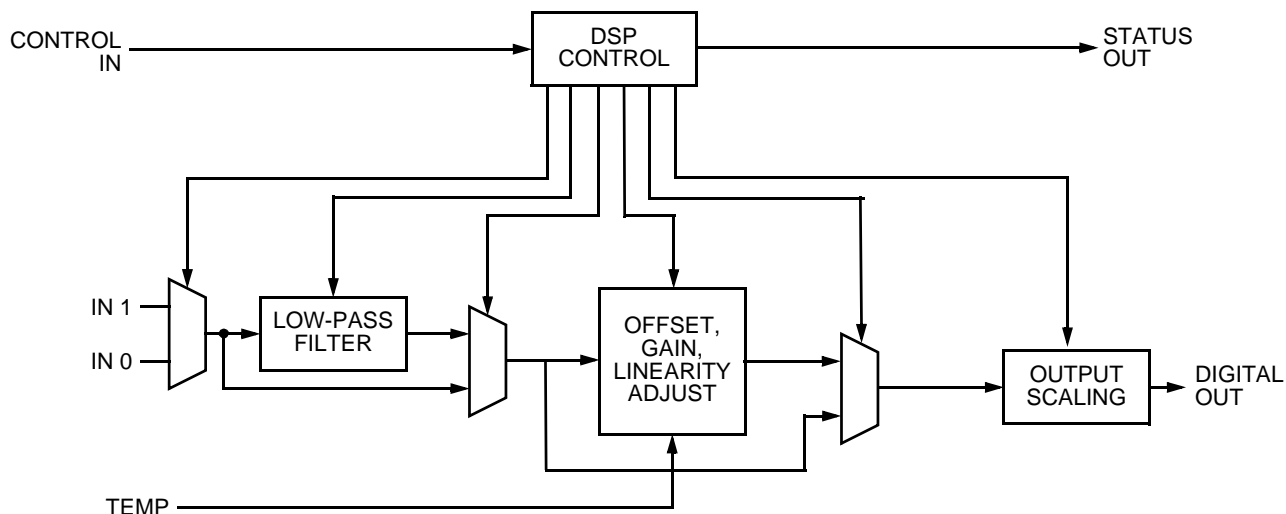 CONTROL
IN
DSP
CONTROL
STATUS
OUT
IN 1
IN 0
LOW-PASS
FILTER
OFFSET,
GAIN,
LINEARITY
ADJUST
OUTPUT
SCALING
DIGITAL
OUT
TEMP